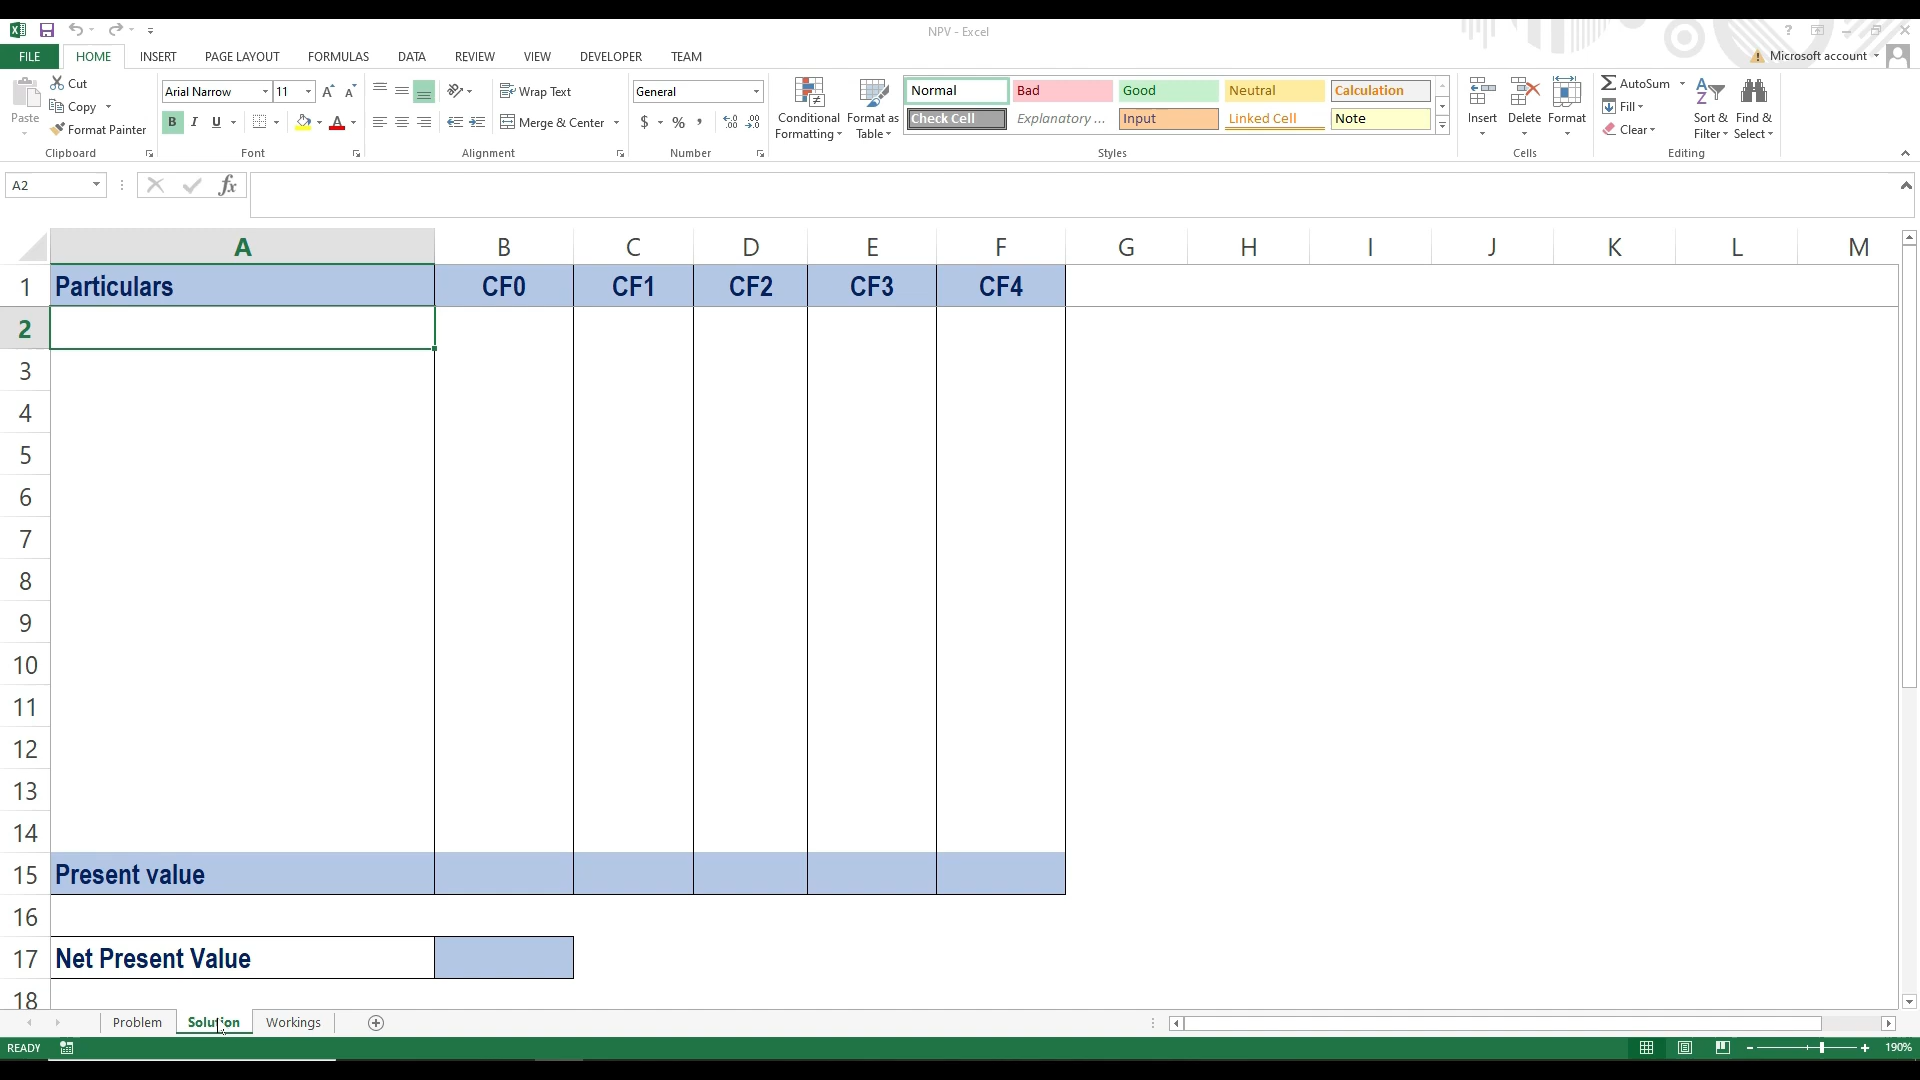 NPV - Excel
?
FILE HOME INSERT PAGE LAYOUT FORMULAS DATA REVIEW VIEW DEVELOPER TEAM Microsoft account
Paste
Cut
Copy
Format Painter
Clipboard
Arial Narrow 11
B I U
Font
Wrap Text
Merge & Center
Alignment
General
$ % ,
Number
Conditional Formatting
Format as Table
Normal Bad Good Neutral Calculation
Check Cell Explanatory ... Input Linked Cell Note
Styles
Insert Delete Format
Cells
AutoSum
Fill
Clear
Sort & Filter
Find & Select
Editing
A2 fx
A B C D E F G H I J K L M
1 Particulars CF0 CF1 CF2 CF3 CF4
2
3
4
5
6
7
8
9
10
11
12
13
14
15 Present value
16
17 Net Present Value
18
Problem Solution Workings
READY 190%